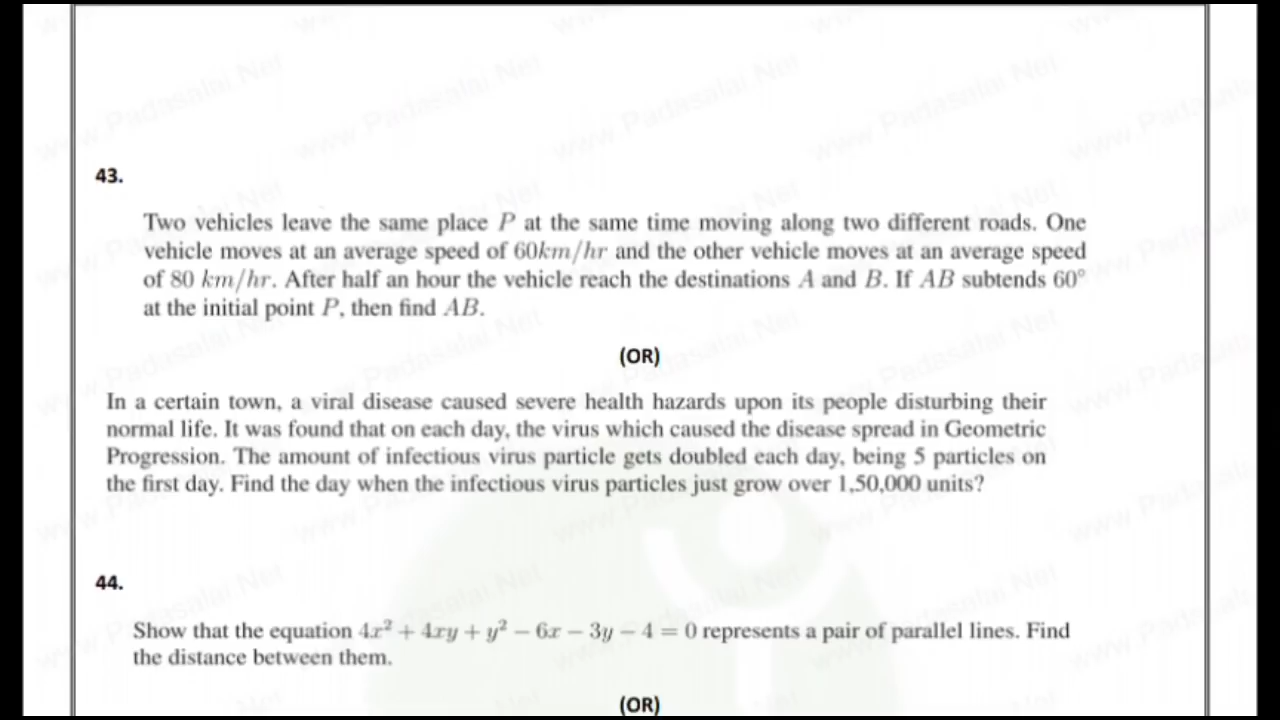 43.
Two vehicles leave the same place P at the same time moving along two different roads. One
vehicle moves at an average speed of 60km/hr and the other vehicle moves at an average speed
of 80 km/hr. After half an hour the vehicle reach the destinations A and B. If AB subtends 60°
at the initial point P, then find AB.
(OR)
In a certain town, a viral disease caused severe health hazards upon its people disturbing their
normal life. It was found that on each day, the virus which caused the disease spread in Geometric
Progression. The amount of infectious virus particle gets doubled each day, being 5 particles on
the first day. Find the day when the infectious virus particles just grow over 1,50,000 units?
44.
Show that the equation 4x² + 4xy + y² − 6x − 3y − 4 = 0 represents a pair of parallel lines. Find
the distance between them.
(OR)
www.Padasalai.Net